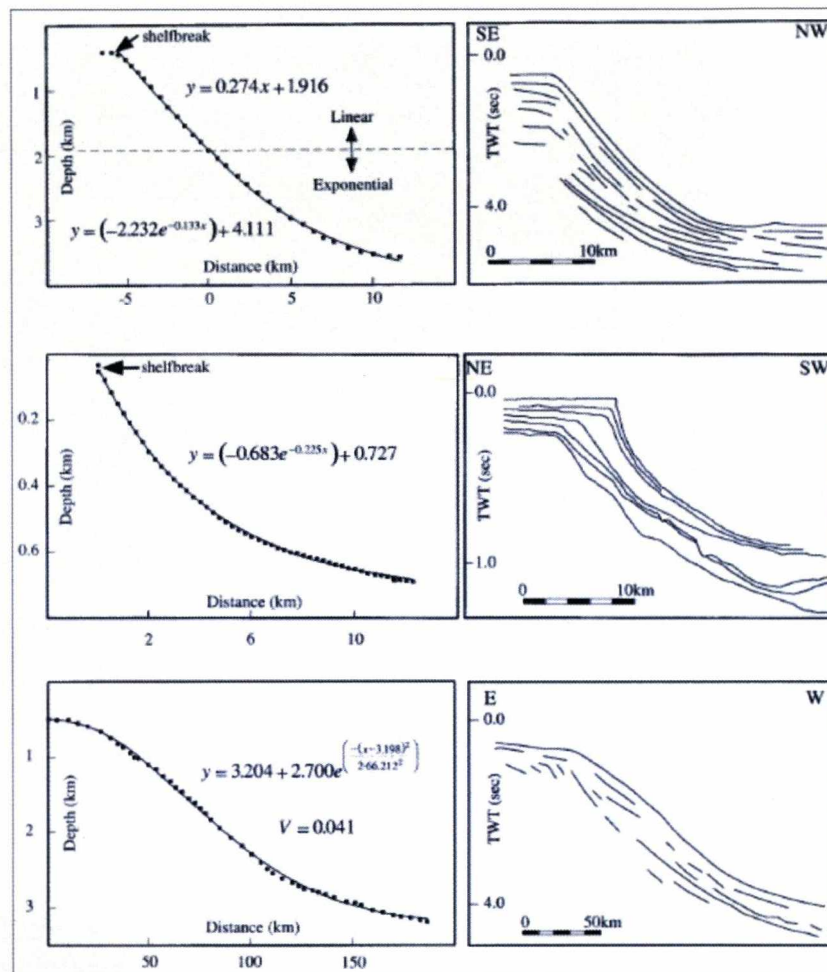 shelfbreak
y = 0.274x + 1.916
Linear
Exponential
y = (−2.232e^{−0.133x}) + 4.111
1
2
3
Depth (km)
Distance (km)
-5 0 5 10
SE NW
0.0
4.0
TWT (sec)
0 10km
shelfbreak
y = (−0.683e^{−0.225x}) + 0.727
0.2
0.4
0.6
Depth (km)
Distance (km)
2 6 10
NE SW
0.0
1.0
TWT (sec)
0 10km
y = 3.204 + 2.700e^{(−(x−3.198)²/2·66.212²)}
V = 0.041
1
2
3
Depth (km)
Distance (km)
50 100 150
E W
0.0
4.0
TWT (sec)
0 50km